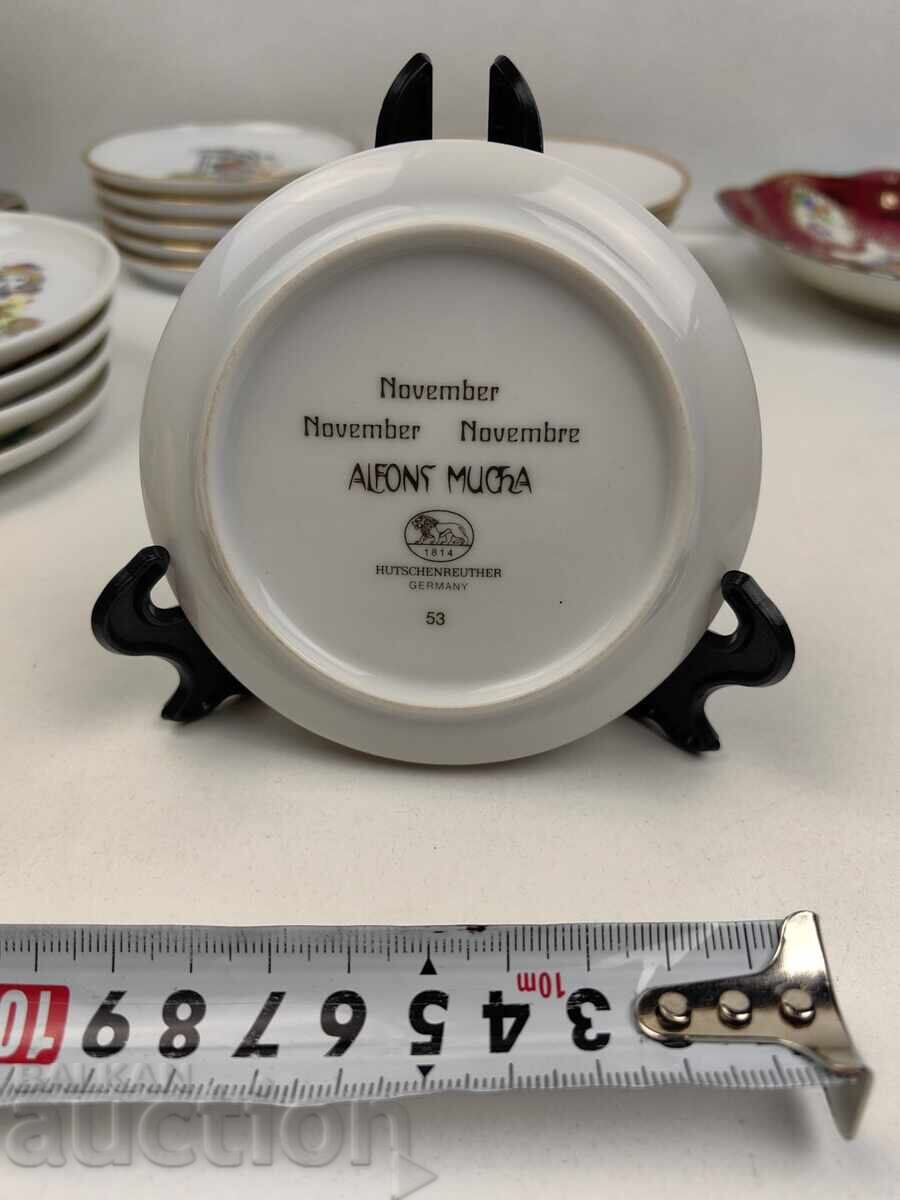 November
November Novembre
ALFONS MUCHA
1814
HUTSCHENREUTHER
GERMANY
53
10 9 8 7 6 5 4 3
10m
BALKAN
auction